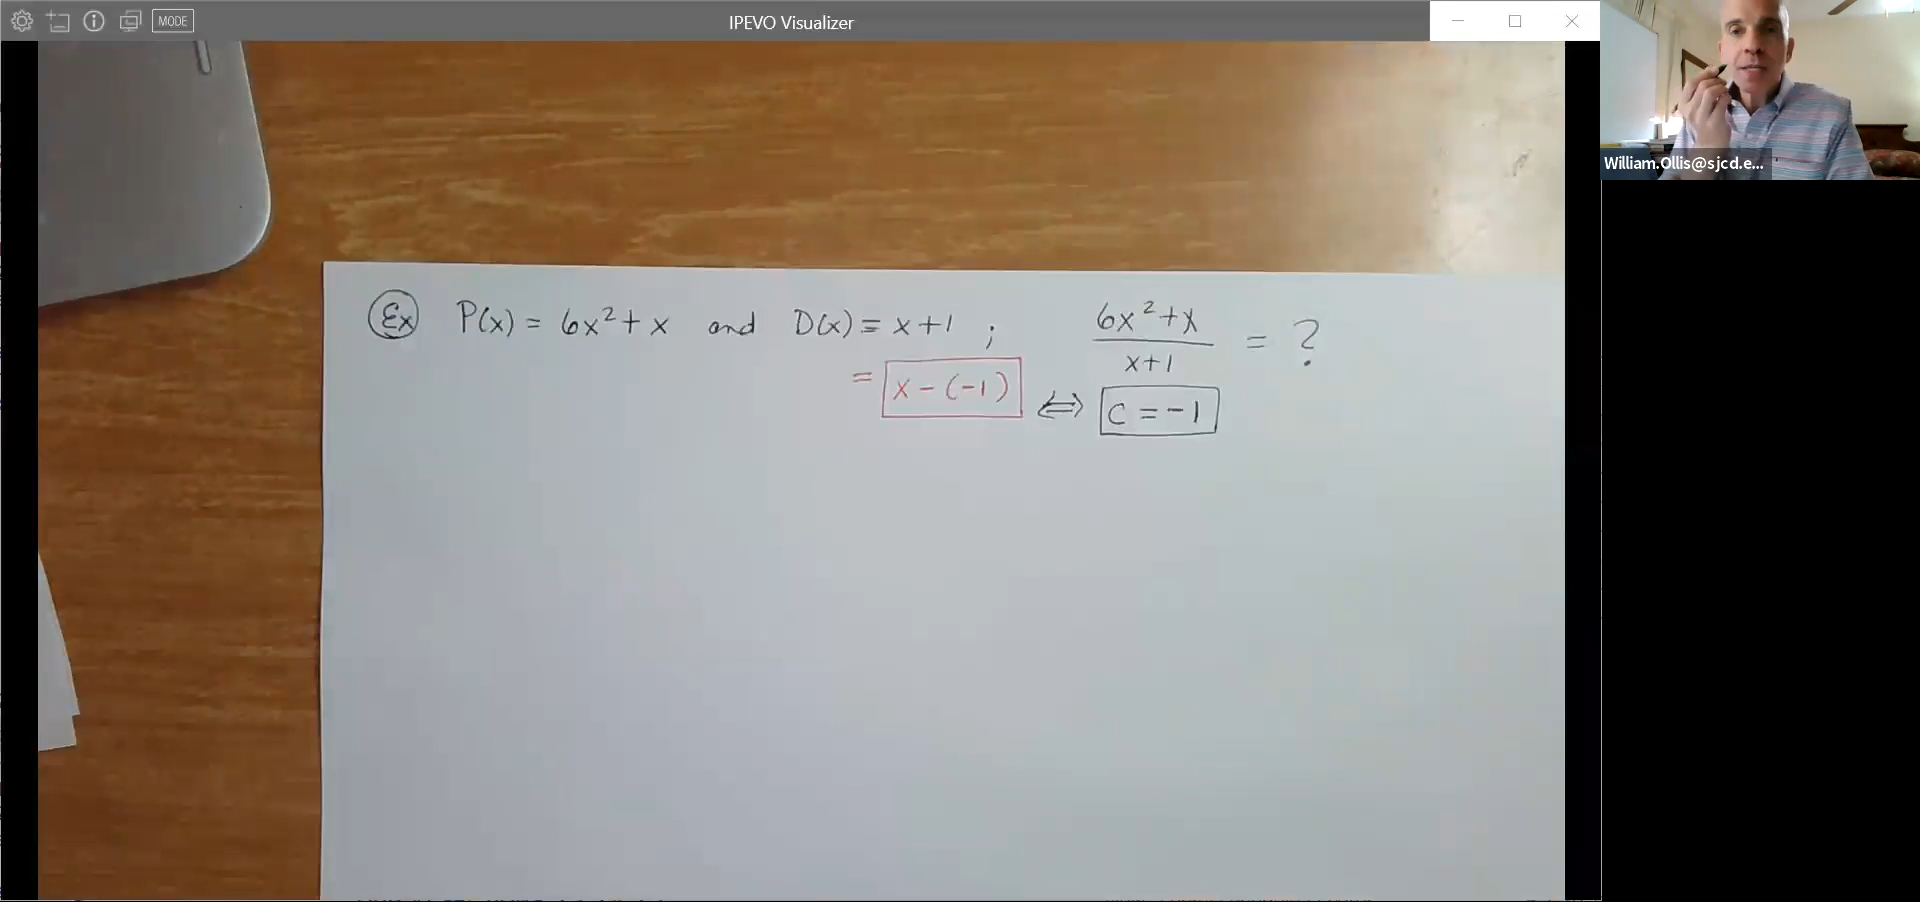 MODE
IPEVO Visualizer
William.Ollis@sjcd.e...
Ex P(x) = 6x² + x and D(x) = x+1 ; (6x²+x)/(x+1) = ?
= x - (-1) ⇔ c = -1